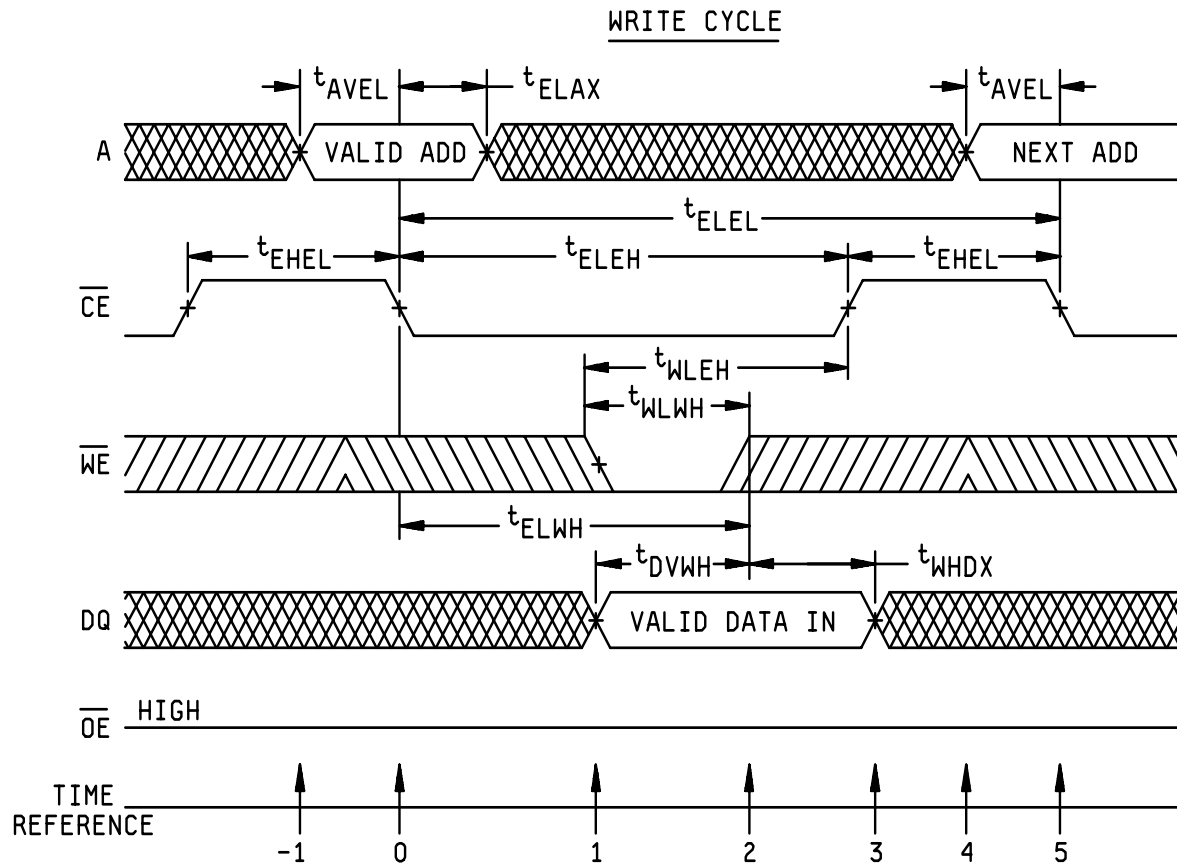 WRITE CYCLE
tAVEL tELAX tAVEL
A VALID ADD NEXT ADD
tELEL
tEHEL tELEH tEHEL
CE
tWLEH
tWLWH
WE
tELWH
tDVWH tWHDX
DQ VALID DATA IN
OE HIGH
TIME
REFERENCE
-1 0 1 2 3 4 5